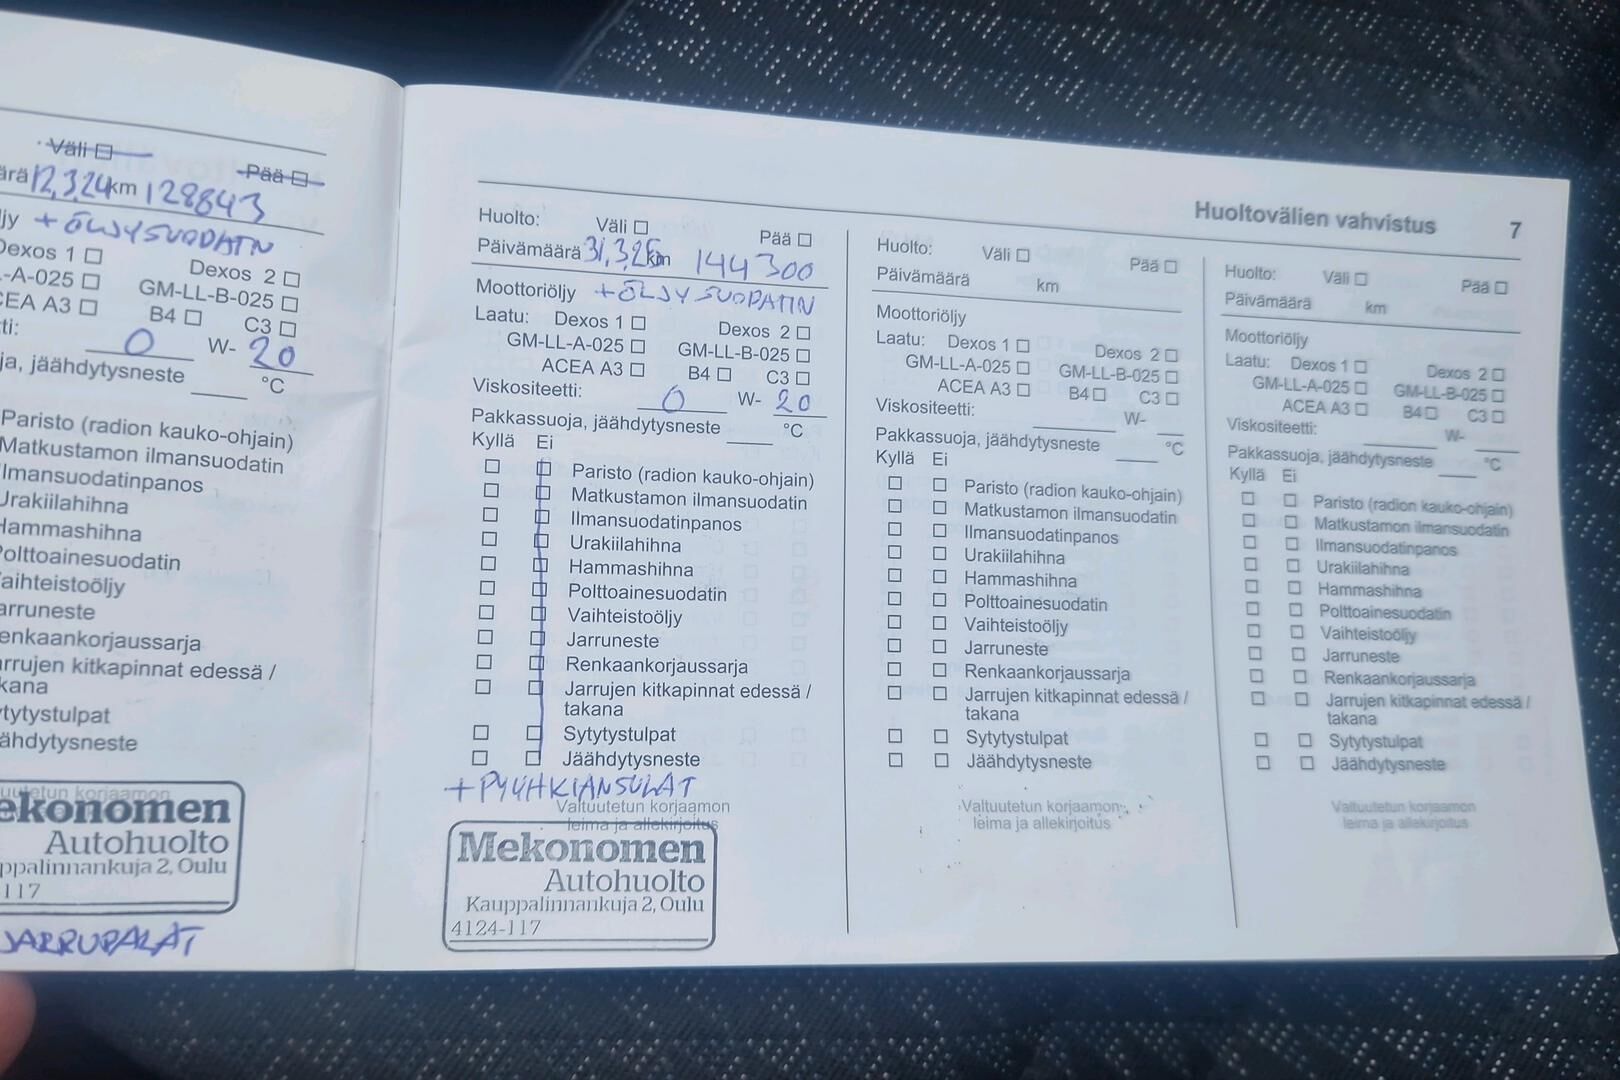 Väli
Pää
ärä 12,3,24 km 128843
jy + ÖLJYSUODATIN
Dexos 1 Dexos 2
L-A-025 GM-LL-B-025
CEA A3 B4 C3
ti: 0 W- 20
ja, jäähdytysneste °C
Paristo (radion kauko-ohjain)
Matkustamon ilmansuodatin
Ilmansuodatinpanos
Urakiilahihna
Hammashihna
Polttoainesuodatin
aihteistoöljy
arruneste
enkaankorjaussarja
arrujen kitkapinnat edessä /
kana
ytytystulpat
äähdytysneste
utetun korjaamon
ekonomen
Autohuolto
ppalinnankuja 2, Oulu
117
JARRUPALAT
Huoltovälien vahvistus 7
Huolto: Väli Pää
Päivämäärä 31,3,25 km 144300
Moottoriöljy + ÖLJYSUODATIN
Laatu: Dexos 1 Dexos 2
GM-LL-A-025 GM-LL-B-025
ACEA A3 B4 C3
Viskositeetti: 0 W- 20
Pakkassuoja, jäähdytysneste °C
Kyllä Ei
Paristo (radion kauko-ohjain)
Matkustamon ilmansuodatin
Ilmansuodatinpanos
Urakiilahihna
Hammashihna
Polttoainesuodatin
Vaihteistoöljy
Jarruneste
Renkaankorjaussarja
Jarrujen kitkapinnat edessä /
takana
Sytytystulpat
Jäähdytysneste
+ PYYHKIANSULAT
Valtuutetun korjaamon
leima ja allekirjoitus
Mekonomen
Autohuolto
Kauppalinnankuja 2, Oulu
4124-117
Huolto: Väli Pää
Päivämäärä km
Moottoriöljy
Laatu: Dexos 1 Dexos 2
GM-LL-A-025 GM-LL-B-025
ACEA A3 B4 C3
Viskositeetti: W-
Pakkassuoja, jäähdytysneste °C
Kyllä Ei
Paristo (radion kauko-ohjain)
Matkustamon ilmansuodatin
Ilmansuodatinpanos
Urakiilahihna
Hammashihna
Polttoainesuodatin
Vaihteistoöljy
Jarruneste
Renkaankorjaussarja
Jarrujen kitkapinnat edessä /
takana
Sytytystulpat
Jäähdytysneste
Valtuutetun korjaamon
leima ja allekirjoitus
Huolto: Väli Pää
Päivämäärä km
Moottoriöljy
Laatu: Dexos 1 Dexos 2
GM-LL-A-025 GM-LL-B-025
ACEA A3 B4 C3
Viskositeetti: W-
Pakkassuoja, jäähdytysneste °C
Kyllä Ei
Paristo (radion kauko-ohjain)
Matkustamon ilmansuodatin
Ilmansuodatinpanos
Urakiilahihna
Hammashihna
Polttoainesuodatin
Vaihteistoöljy
Jarruneste
Renkaankorjaussarja
Jarrujen kitkapinnat edessä /
takana
Sytytystulpat
Jäähdytysneste
Valtuutetun korjaamon
leima ja allekirjoitus